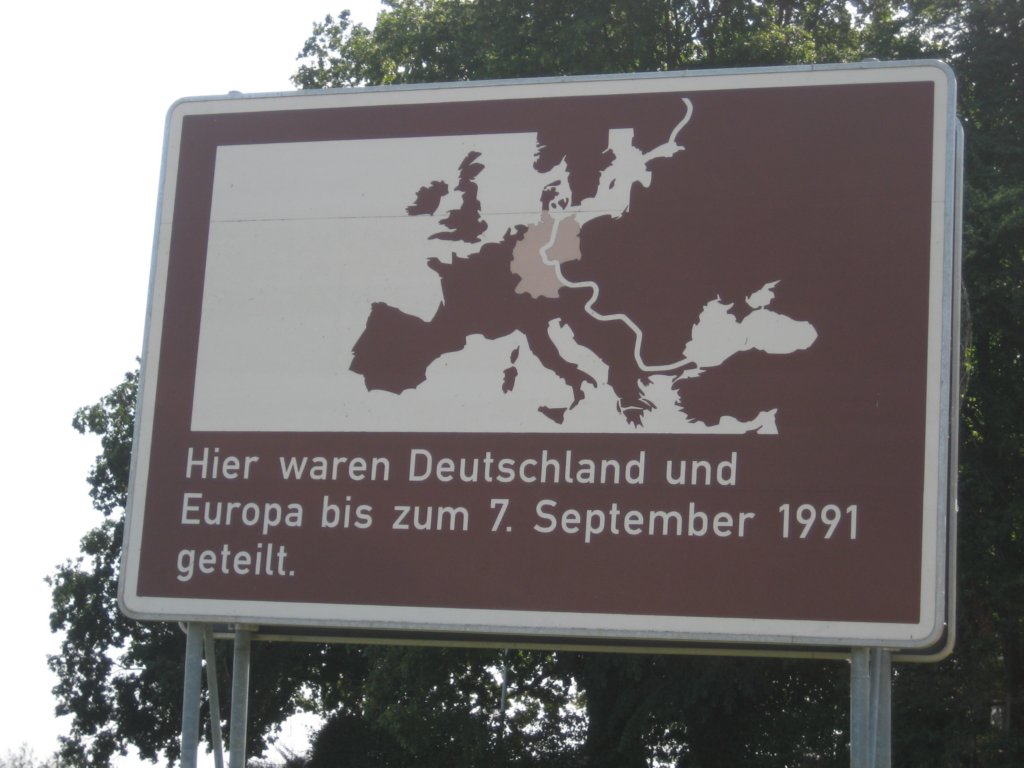 Hier waren Deutschland und
Europa bis zum 7. September 1991
geteilt.